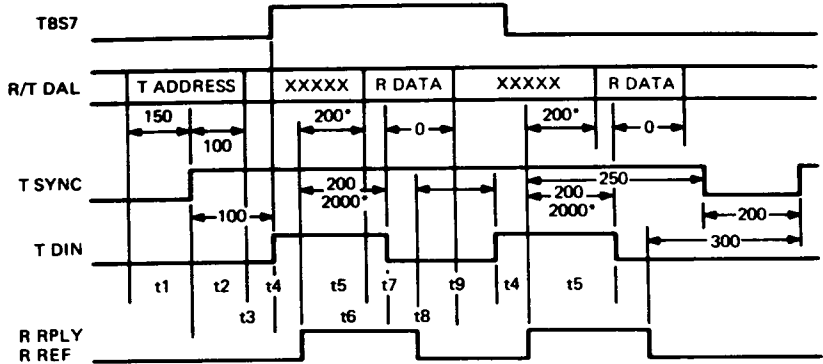 TBS7
R/T DAL
T ADDRESS
XXXXX
R DATA
XXXXX
R DATA
150
100
200*
0
200*
0
T SYNC
200
2000*
250
200
2000*
100
200
300
T DIN
t1
t2
t3
t4
t5
t6
t7
t8
t9
t4
t5
R RPLY
R REF